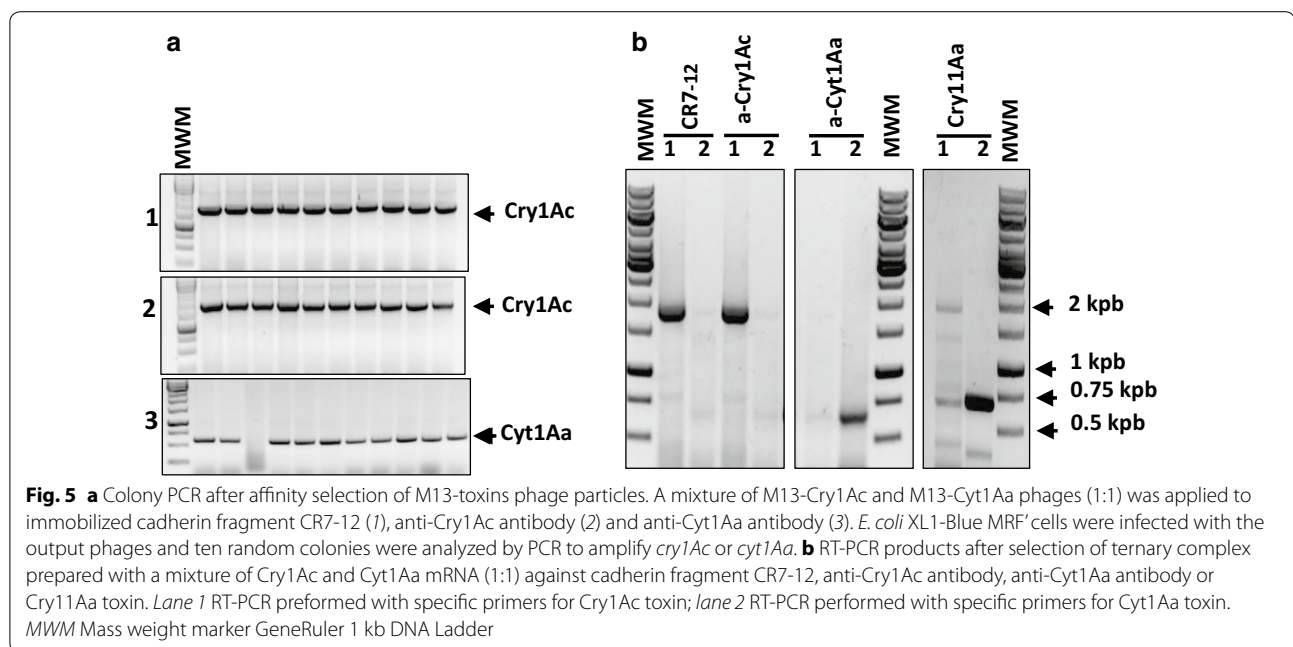 a
b
MWM
1
Cry1Ac
2
Cry1Ac
3
Cyt1Aa
MWM
CR7-12
1 2
a-Cry1Ac
1 2
a-Cyt1Aa
1 2
MWM
Cry11Aa
1 2
MWM
2 kpb
1 kpb
0.75 kpb
0.5 kpb
Fig. 5 a Colony PCR after affinity selection of M13-toxins phage particles. A mixture of M13-Cry1Ac and M13-Cyt1Aa phages (1:1) was applied to
immobilized cadherin fragment CR7-12 (1), anti-Cry1Ac antibody (2) and anti-Cyt1Aa antibody (3). E. coli XL1-Blue MRF' cells were infected with the
output phages and ten random colonies were analyzed by PCR to amplify cry1Ac or cyt1Aa. b RT-PCR products after selection of ternary complex
prepared with a mixture of Cry1Ac and Cyt1Aa mRNA (1:1) against cadherin fragment CR7-12, anti-Cry1Ac antibody, anti-Cyt1Aa antibody or
Cry11Aa toxin. Lane 1 RT-PCR preformed with specific primers for Cry1Ac toxin; lane 2 RT-PCR performed with specific primers for Cyt1Aa toxin.
MWM Mass weight marker GeneRuler 1 kb DNA Ladder